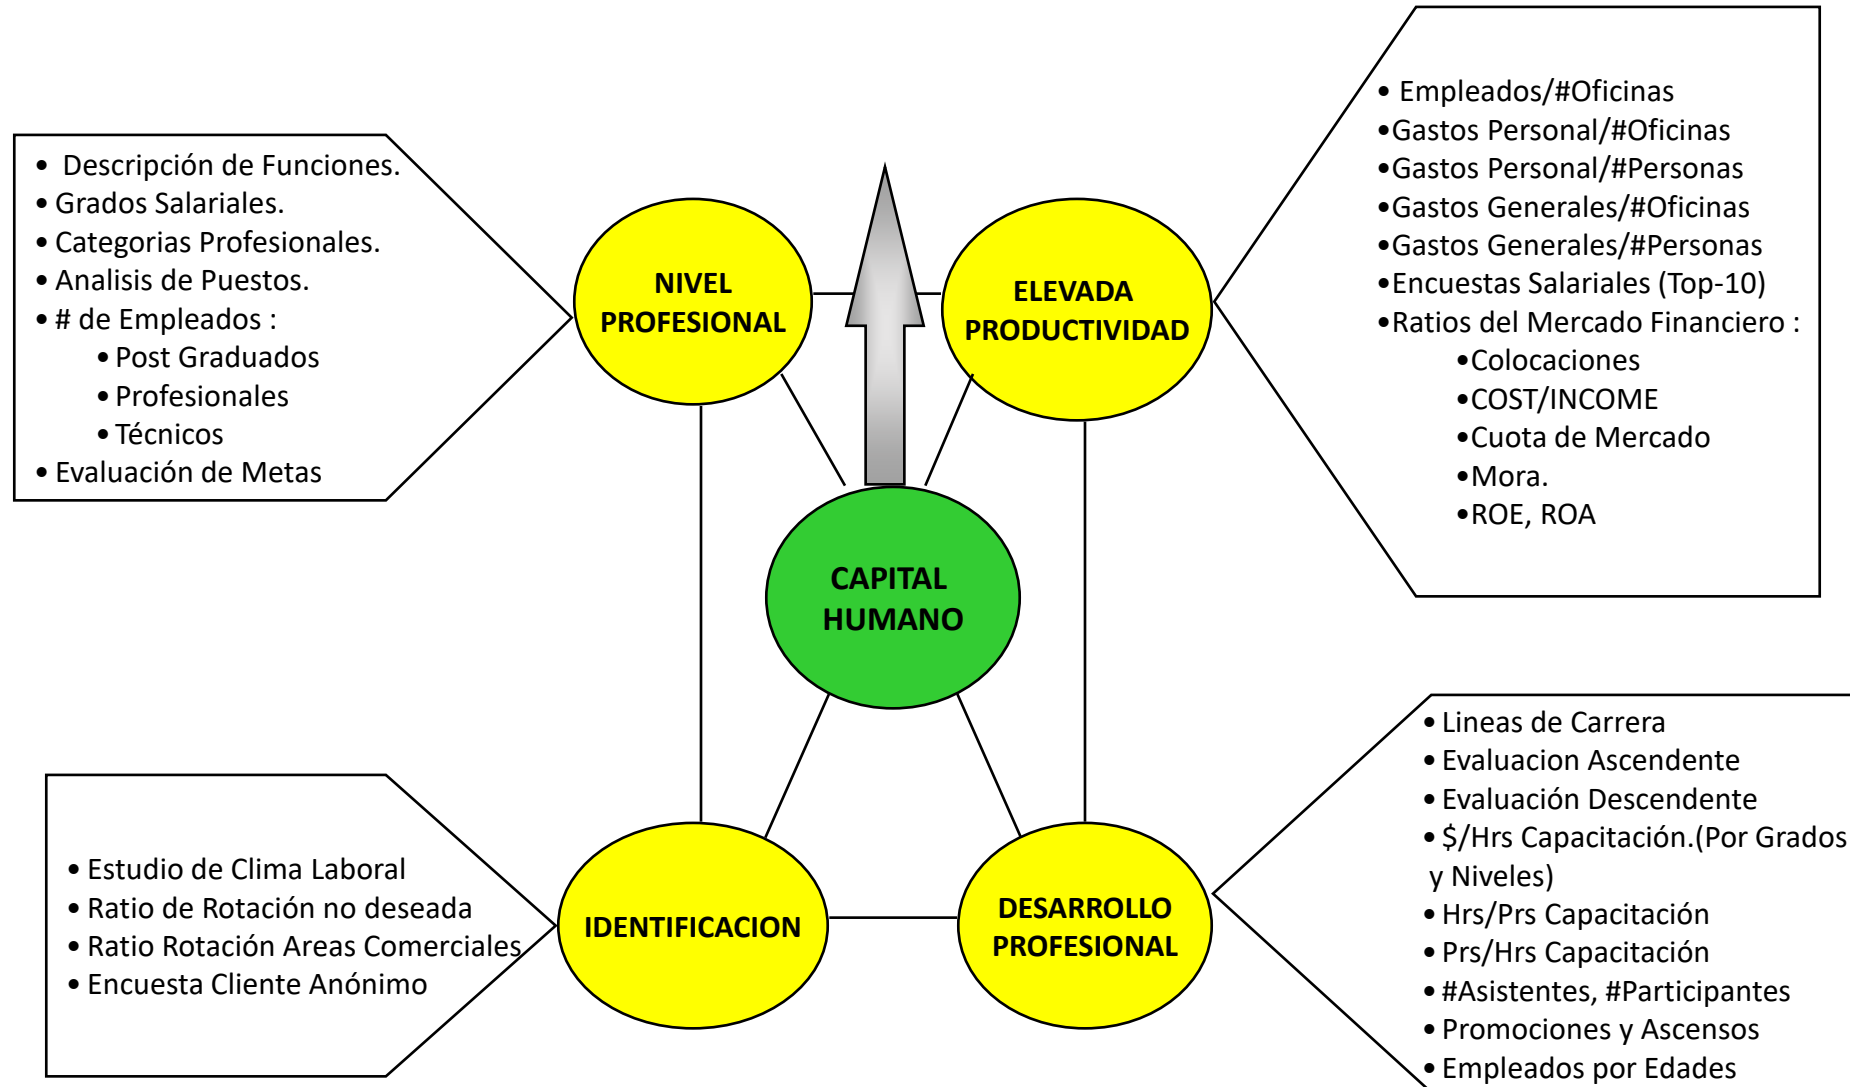 • Descripción de Funciones.
• Grados Salariales.
• Categorias Profesionales.
• Analisis de Puestos.
• # de Empleados :
• Post Graduados
• Profesionales
• Técnicos
• Evaluación de Metas
NIVEL
PROFESIONAL
ELEVADA
PRODUCTIVIDAD
• Empleados/#Oficinas
•Gastos Personal/#Oficinas
•Gastos Personal/#Personas
•Gastos Generales/#Oficinas
•Gastos Generales/#Personas
•Encuestas Salariales (Top-10)
•Ratios del Mercado Financiero :
•Colocaciones
•COST/INCOME
•Cuota de Mercado
•Mora.
•ROE, ROA
CAPITAL
HUMANO
• Estudio de Clima Laboral
• Ratio de Rotación no deseada
• Ratio Rotación Areas Comerciales
• Encuesta Cliente Anónimo
IDENTIFICACION
DESARROLLO
PROFESIONAL
• Lineas de Carrera
• Evaluacion Ascendente
• Evaluación Descendente
• $/Hrs Capacitación.(Por Grados
y Niveles)
• Hrs/Prs Capacitación
• Prs/Hrs Capacitación
• #Asistentes, #Participantes
• Promociones y Ascensos
• Empleados por Edades